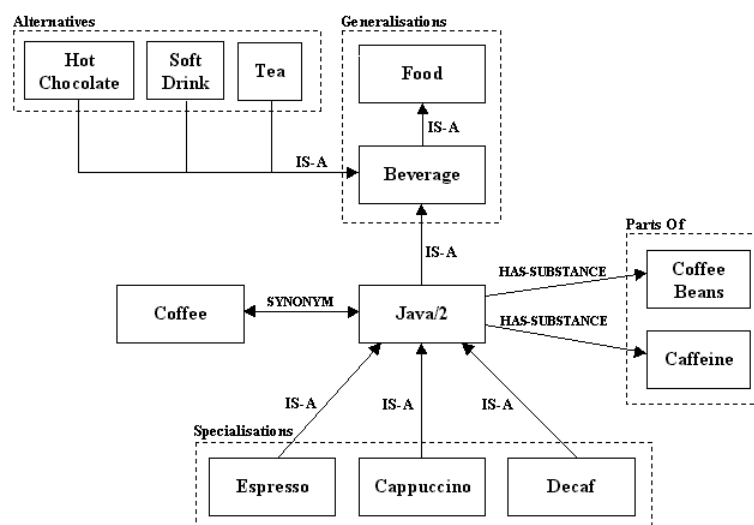 Alternatives
Generalisations
Hot
Chocolate
Soft
Drink
Tea
Food
IS-A
IS-A
Beverage
IS-A
Parts Of
HAS-SUBSTANCE
Coffee
Beans
Coffee
SYNONYM
Java/2
HAS-SUBSTANCE
Caffeine
IS-A
IS-A
IS-A
Specialisations
Espresso
Cappuccino
Decaf